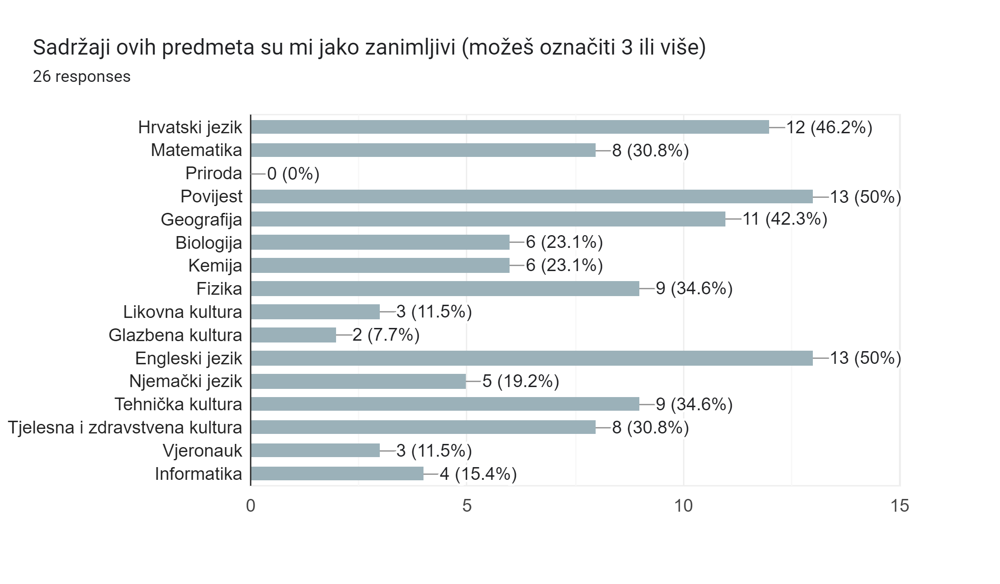 Sadržaji ovih predmeta su mi jako zanimljivi (možeš označiti 3 ili više)
26 responses
Hrvatski jezik 12 (46.2%)
Matematika 8 (30.8%)
Priroda 0 (0%)
Povijest 13 (50%)
Geografija 11 (42.3%)
Biologija 6 (23.1%)
Kemija 6 (23.1%)
Fizika 9 (34.6%)
Likovna kultura 3 (11.5%)
Glazbena kultura 2 (7.7%)
Engleski jezik 13 (50%)
Njemački jezik 5 (19.2%)
Tehnička kultura 9 (34.6%)
Tjelesna i zdravstvena kultura 8 (30.8%)
Vjeronauk 3 (11.5%)
Informatika 4 (15.4%)
0 5 10 15